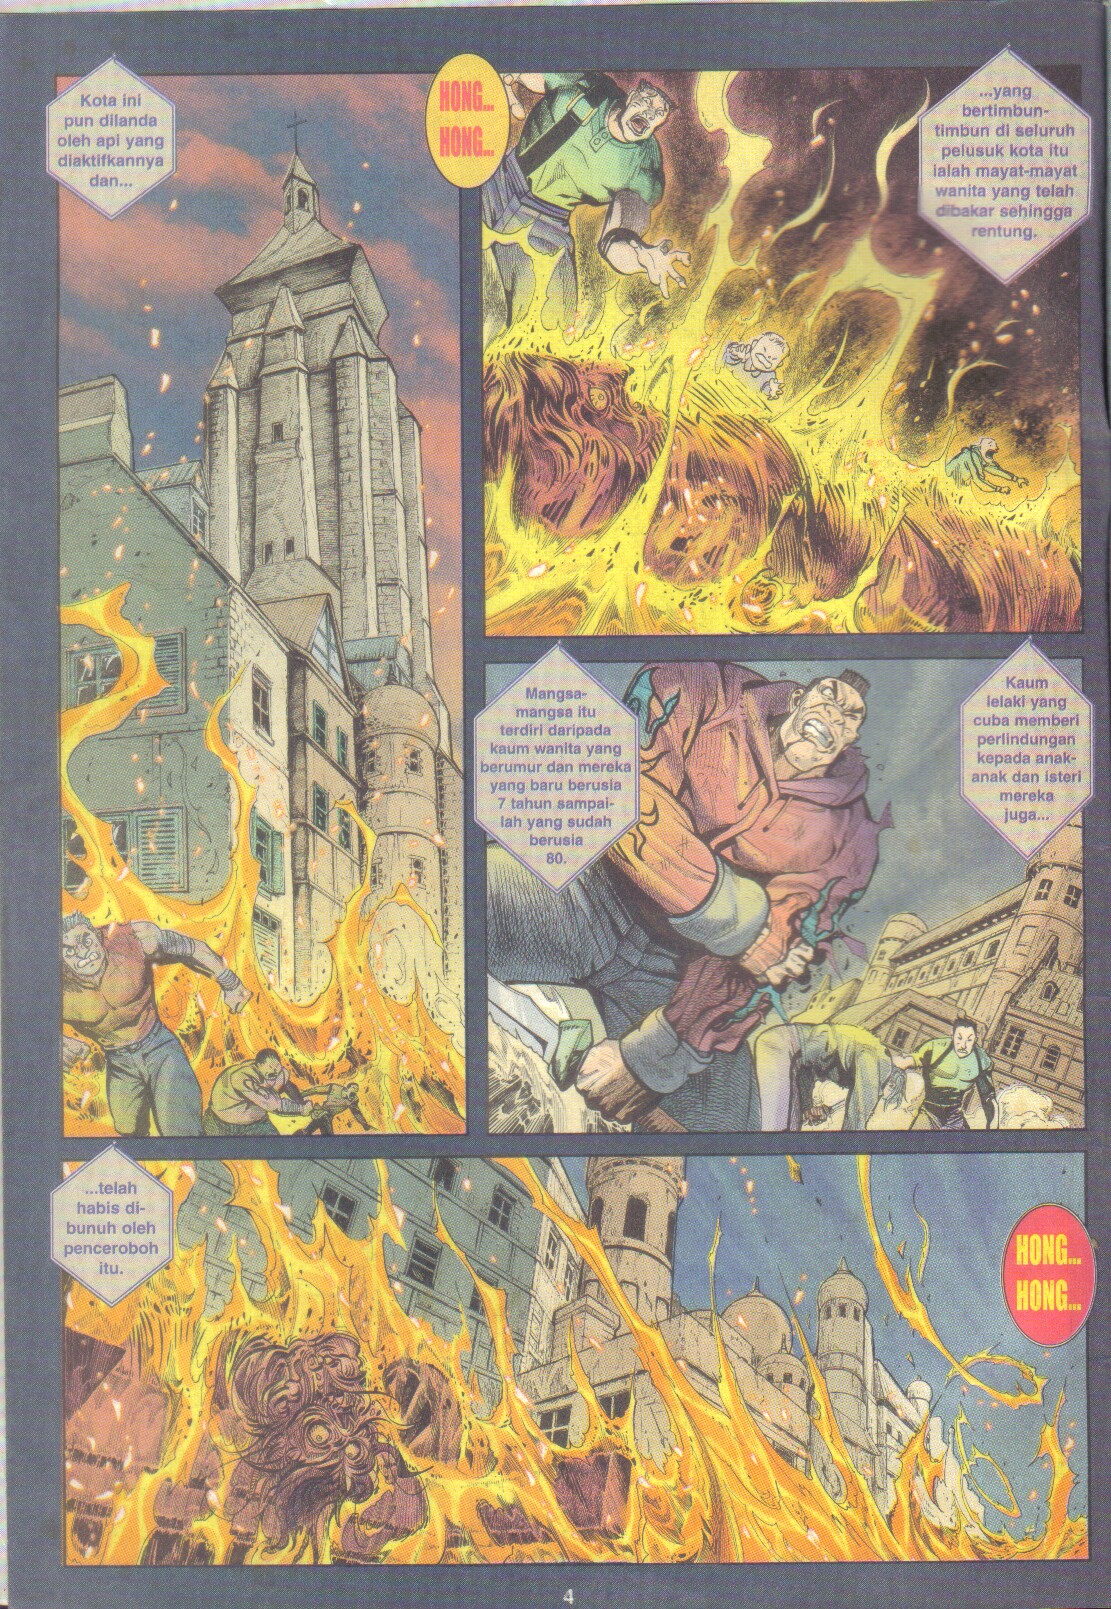 Kota ini
pun dilanda
oleh api yang
diaktifkannya
dan...
HONG...
HONG...
...yang
bertimbun-
timbun di seluruh
pelusuk kota itu
ialah mayat-mayat
wanita yang telah
dibakar sehingga
rentung.
Mangsa-
mangsa itu
terdiri daripada
kaum wanita yang
berumur dan mereka
yang baru berusia
7 tahun sampai-
lah yang sudah
berusia
80.
Kaum
lelaki yang
cuba memberi
perlindungan
kepada anak-
anak dan isteri
mereka
juga...
...telah
habis di-
bunuh oleh
penceroboh
itu.
HONG...
HONG...
4